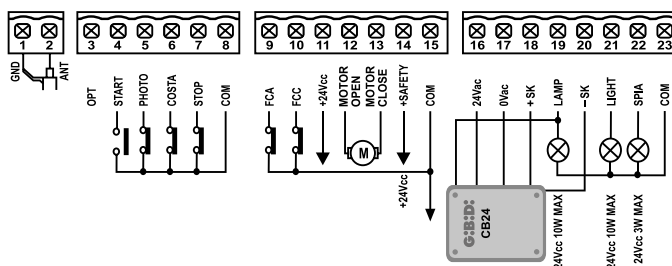 1 2 3 4 5 6 7 8 9 10 11 12 13 14 15 16 17 18 19 20 21 22 23
GND
ANT
OPT
START
PHOTO
COSTA
STOP
COM
FCA
FCC
+24Vcc
MOTOR
OPEN
MOTOR
CLOSE
+SAFETY
COM
24Vac
0Vac
+SK
LAMP
-SK
LIGHT
SPIA
COM
M
+24Vcc
GiBiDi
CB24
24Vcc 10W MAX
24Vcc 10W MAX
24Vcc 3W MAX